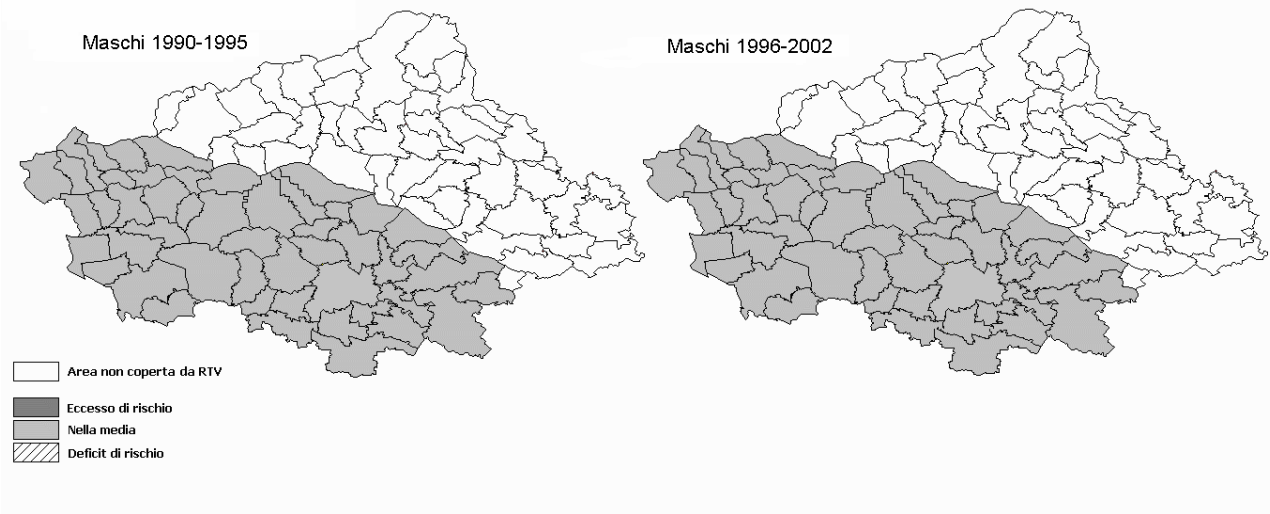 Maschi 1990-1995
Maschi 1996-2002
Area non coperta da RTV
Eccesso di rischio
Nella media
Deficit di rischio